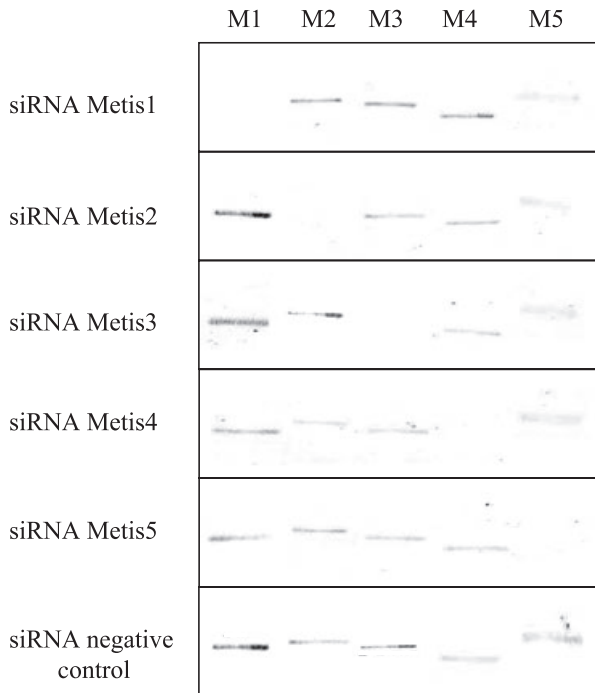 M1 M2 M3 M4 M5
siRNA Metis1
siRNA Metis2
siRNA Metis3
siRNA Metis4
siRNA Metis5
siRNA negative
control